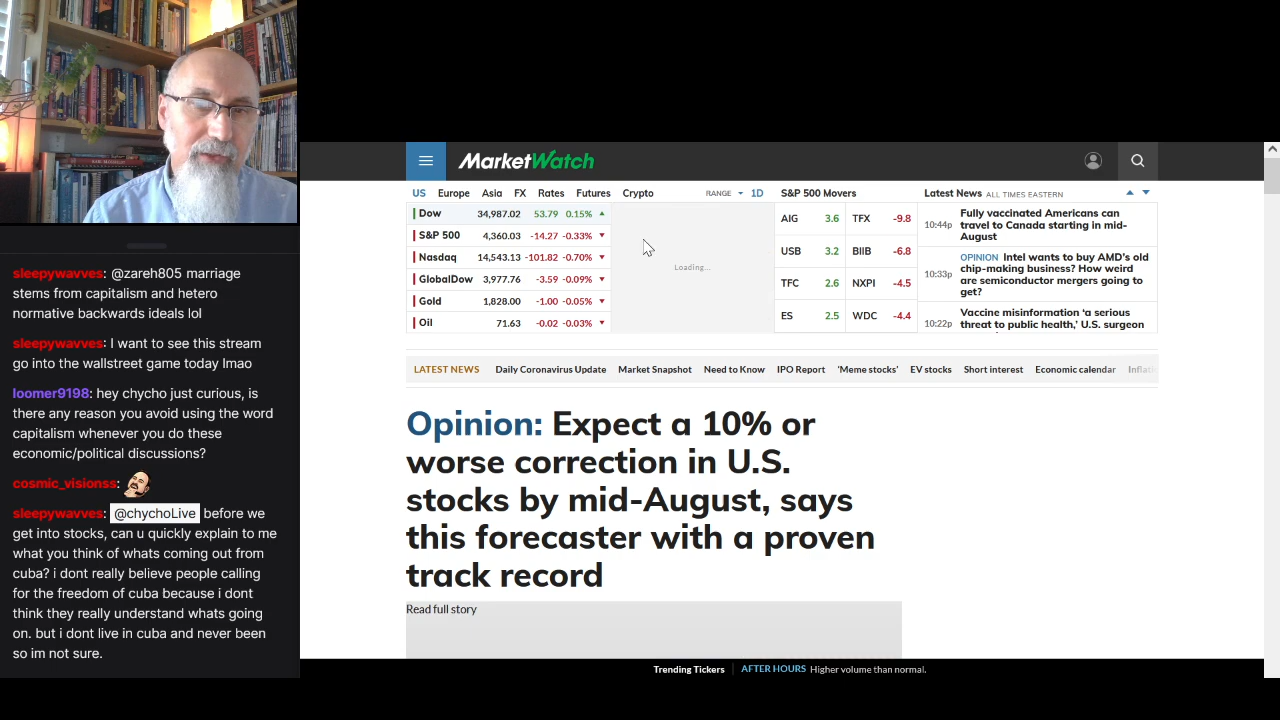 sleepywavves: @zareh805 marriage
stems from capitalism and hetero
normative backwards ideals lol
sleepywavves: I want to see this stream
go into the wallstreet game today lmao
loomer9198: hey chycho just curious, is
there any reason you avoid using the word
capitalism whenever you do these
economic/political discussions?
cosmic_visionss:
sleepywavves: @chychoLive before we
get into stocks, can u quickly explain to me
what you think of whats coming out from
cuba? i dont really believe people calling
for the freedom of cuba because i dont
think they really understand whats going
on. but i dont live in cuba and never been
so im not sure.
MarketWatch
US Europe Asia FX Rates Futures Crypto RANGE 1D
Dow 34,987.02 53.79 0.15%
S&P 500 4,360.03 -14.27 -0.33%
Nasdaq 14,543.13 -101.82 -0.70%
GlobalDow 3,977.76 -3.59 -0.09%
Gold 1,828.00 -1.00 -0.05%
Oil 71.63 -0.02 -0.03%
Loading...
S&P 500 Movers
AIG 3.6 TFX -9.8
USB 3.2 BIIB -6.8
TFC 2.6 NXPI -4.5
ES 2.5 WDC -4.4
Latest News ALL TIMES EASTERN
10:44p Fully vaccinated Americans can
travel to Canada starting in mid-
August
10:33p OPINION Intel wants to buy AMD's old
chip-making business? How weird
are semiconductor mergers going to
get?
10:22p Vaccine misinformation ‘a serious
threat to public health,’ U.S. surgeon
LATEST NEWS Daily Coronavirus Update Market Snapshot Need to Know IPO Report 'Meme stocks' EV stocks Short interest Economic calendar Inflati
Opinion: Expect a 10% or
worse correction in U.S.
stocks by mid-August, says
this forecaster with a proven
track record
Read full story
Trending Tickers AFTER HOURS Higher volume than normal.